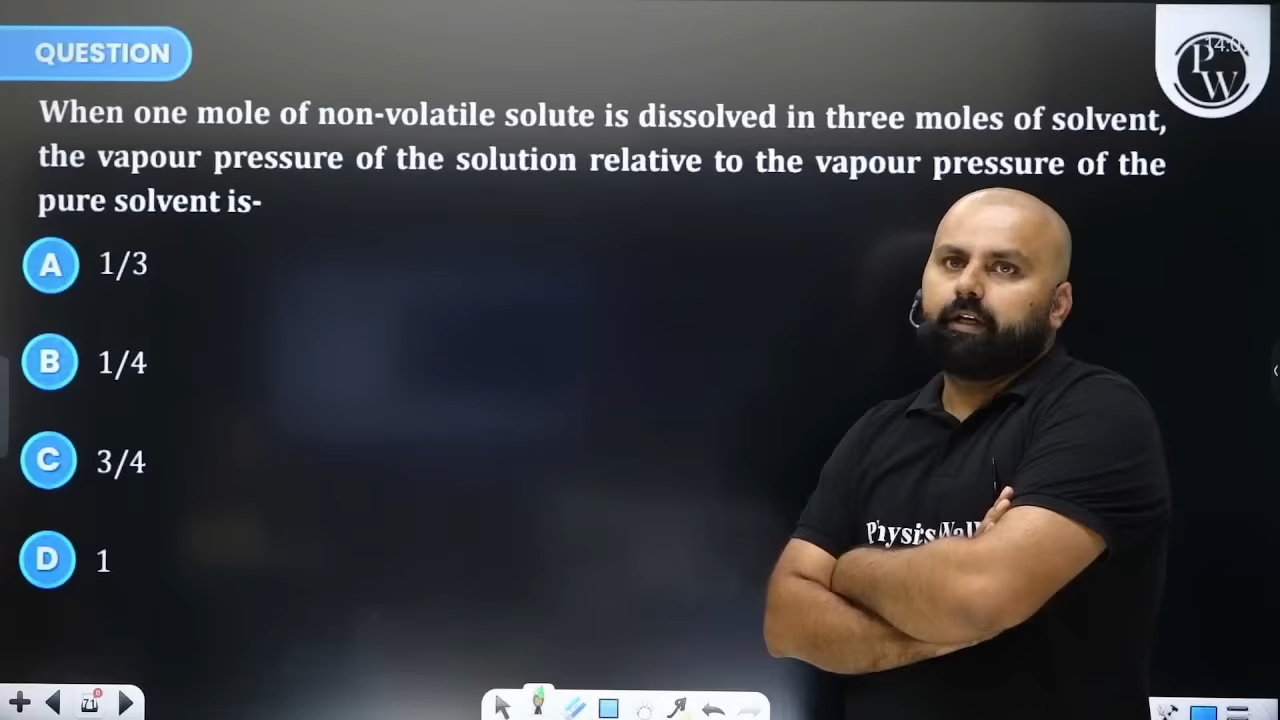 QUESTION
When one mole of non-volatile solute is dissolved in three moles of solvent,
the vapour pressure of the solution relative to the vapour pressure of the
pure solvent is-
A 1/3
B 1/4
C 3/4
D 1
PW
71